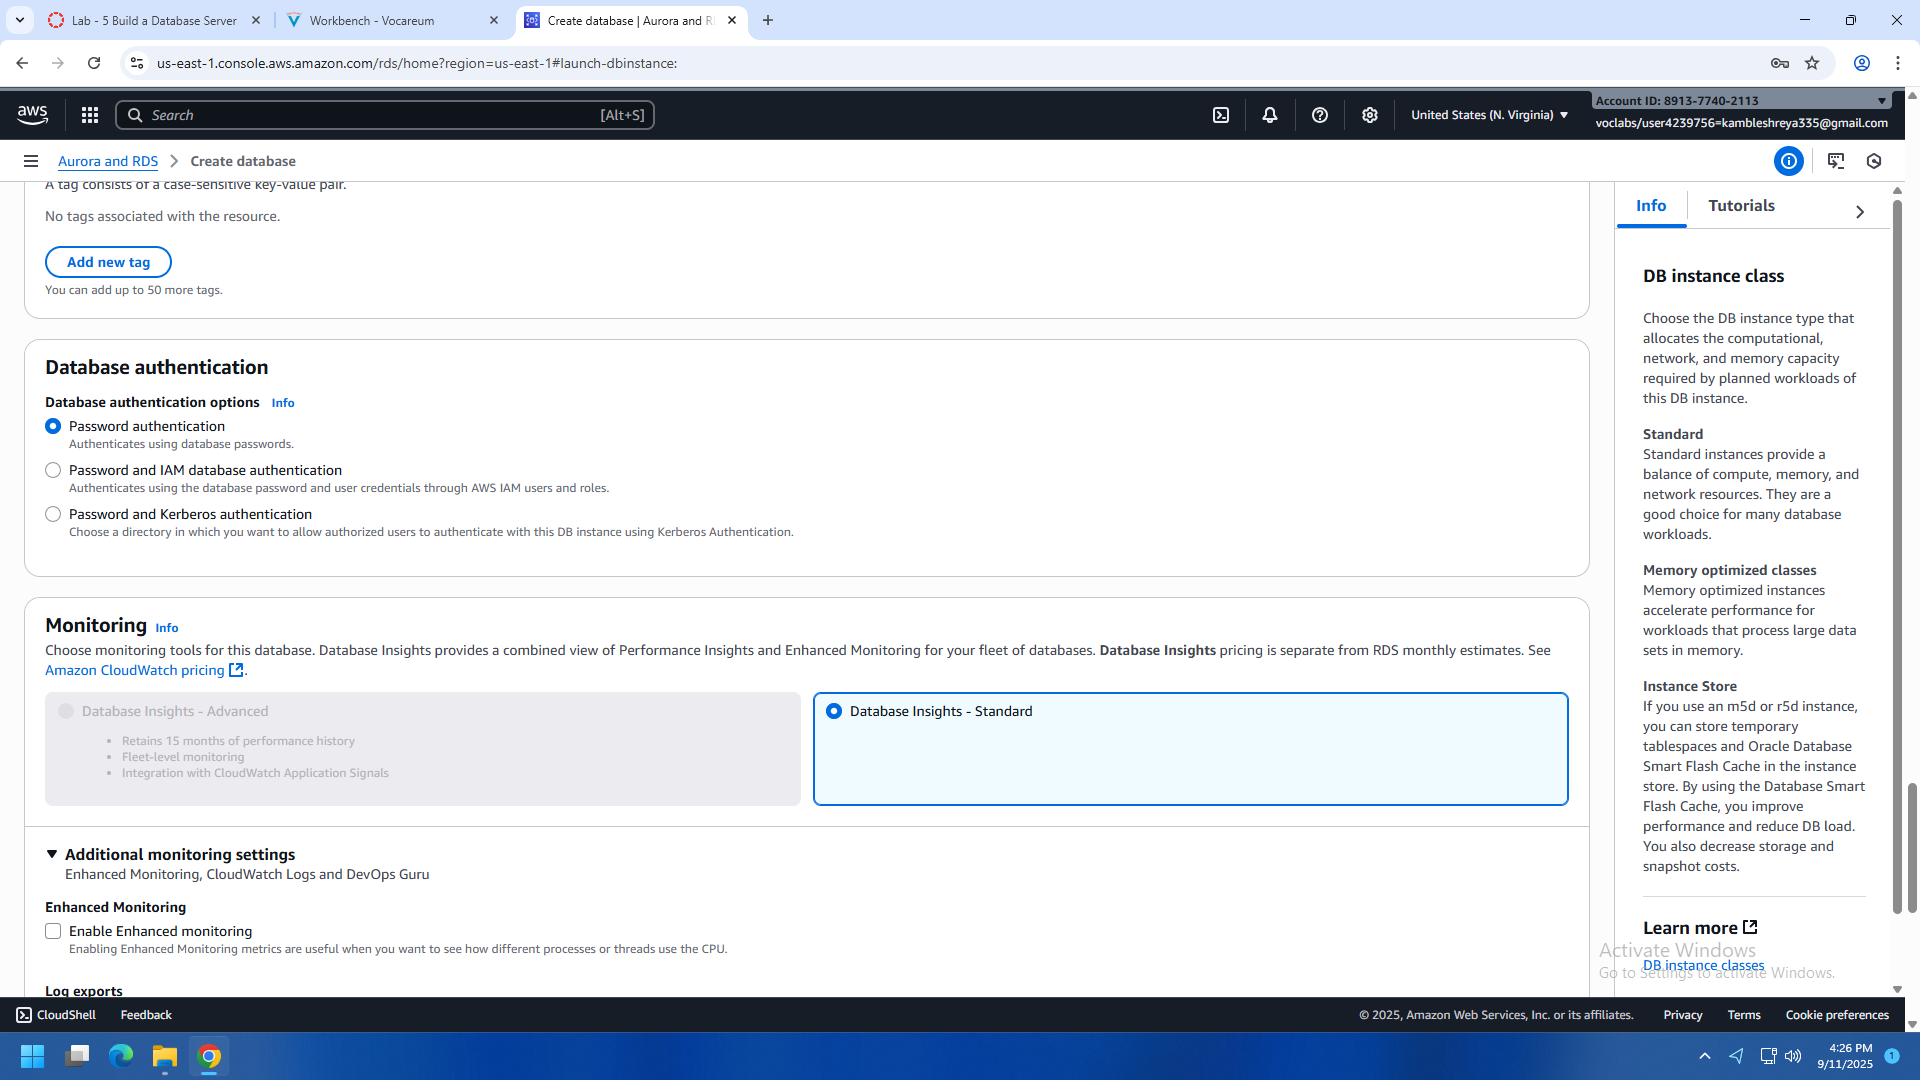 Lab - 5 Build a Database Server
Workbench - Vocareum
Create database | Aurora and R
us-east-1.console.aws.amazon.com/rds/home?region=us-east-1#launch-dbinstance:
aws
Search
[Alt+S]
United States (N. Virginia)
Account ID: 8913-7740-2113
voclabs/user4239756=kambleshreya335@gmail.com
Aurora and RDS
Create database
A tag consists of a case-sensitive key-value pair.
No tags associated with the resource.
Add new tag
You can add up to 50 more tags.
Database authentication
Database authentication options Info
Password authentication
Authenticates using database passwords.
Password and IAM database authentication
Authenticates using the database password and user credentials through AWS IAM users and roles.
Password and Kerberos authentication
Choose a directory in which you want to allow authorized users to authenticate with this DB instance using Kerberos Authentication.
Monitoring Info
Choose monitoring tools for this database. Database Insights provides a combined view of Performance Insights and Enhanced Monitoring for your fleet of databases. Database Insights pricing is separate from RDS monthly estimates. See
Amazon CloudWatch pricing.
Database Insights - Advanced
• Retains 15 months of performance history
• Fleet-level monitoring
• Integration with CloudWatch Application Signals
Database Insights - Standard
Additional monitoring settings
Enhanced Monitoring, CloudWatch Logs and DevOps Guru
Enhanced Monitoring
Enable Enhanced monitoring
Enabling Enhanced Monitoring metrics are useful when you want to see how different processes or threads use the CPU.
Log exports
Info
Tutorials
DB instance class
Choose the DB instance type that
allocates the computational,
network, and memory capacity
required by planned workloads of
this DB instance.
Standard
Standard instances provide a
balance of compute, memory, and
network resources. They are a
good choice for many database
workloads.
Memory optimized classes
Memory optimized instances
accelerate performance for
workloads that process large data
sets in memory.
Instance Store
If you use an m5d or r5d instance,
you can store temporary
tablespaces and Oracle Database
Smart Flash Cache in the instance
store. By using the Database Smart
Flash Cache, you improve
performance and reduce DB load.
You also decrease storage and
snapshot costs.
Learn more
DB instance classes
Activate Windows
Go to Settings to activate Windows.
CloudShell
Feedback
© 2025, Amazon Web Services, Inc. or its affiliates.
Privacy
Terms
Cookie preferences
4:26 PM
9/11/2025
1